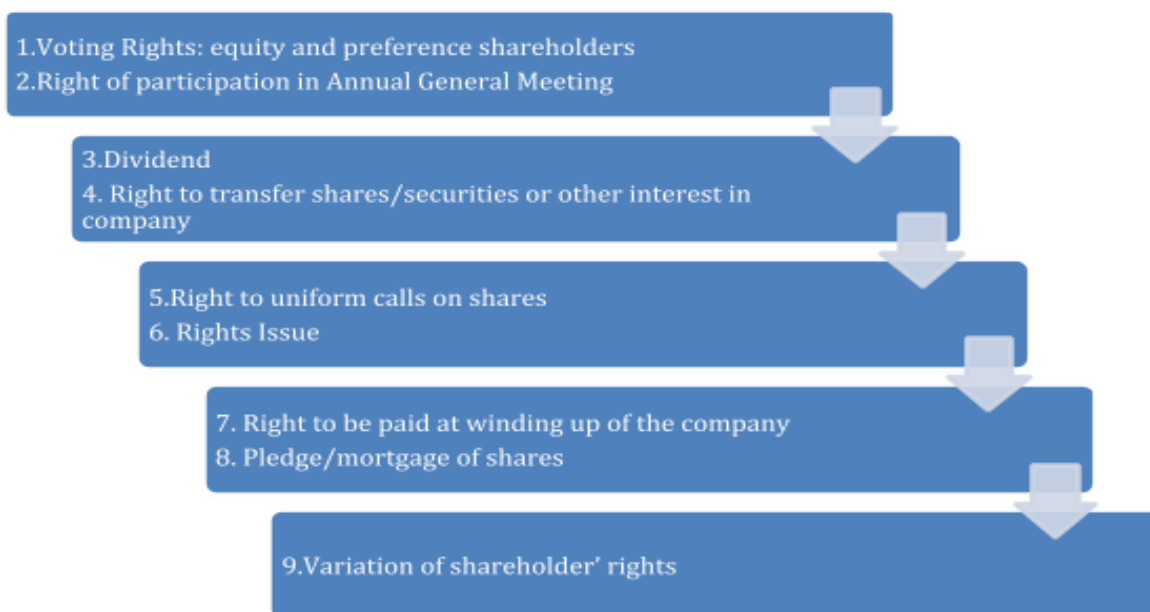 1.Voting Rights: equity and preference shareholders
2.Right of participation in Annual General Meeting
3.Dividend
4. Right to transfer shares/securities or other interest in
company
5.Right to uniform calls on shares
6. Rights Issue
7. Right to be paid at winding up of the company
8. Pledge/mortgage of shares
9.Variation of shareholder’ rights